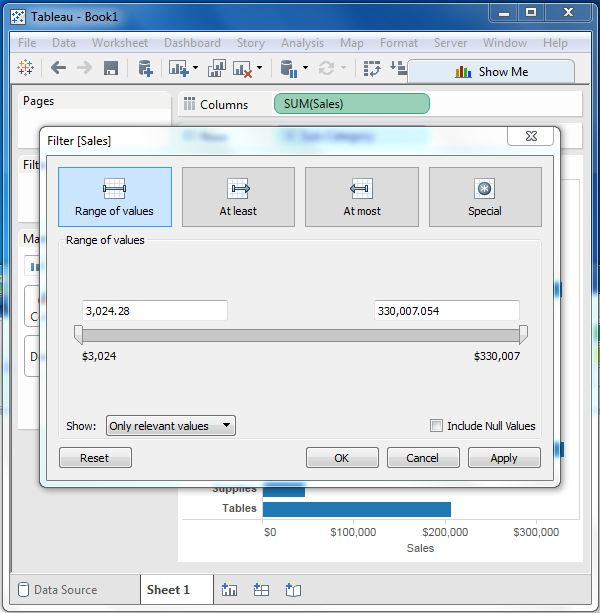 Tableau - Book1
File Data Worksheet Dashboard Story Analysis Map Format Server Window Help
Show Me
Pages
Columns SUM(Sales)
Filter [Sales]
Range of values At least At most Special
Range of values
3,024.28 330,007.054
$3,024 $330,007
Show: Only relevant values Include Null Values
Reset OK Cancel Apply
Supplies
Tables
$0 $100,000 $200,000 $300,000
Sales
Data Source Sheet 1